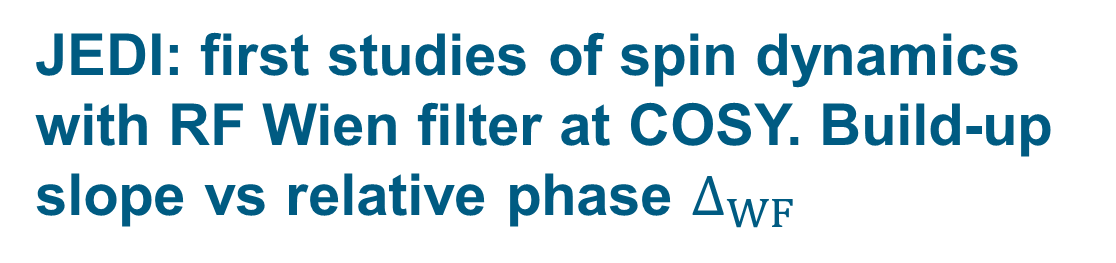 JEDI: first studies of spin dynamics
with RF Wien filter at COSY. Build-up
slope vs relative phase Δ_WF